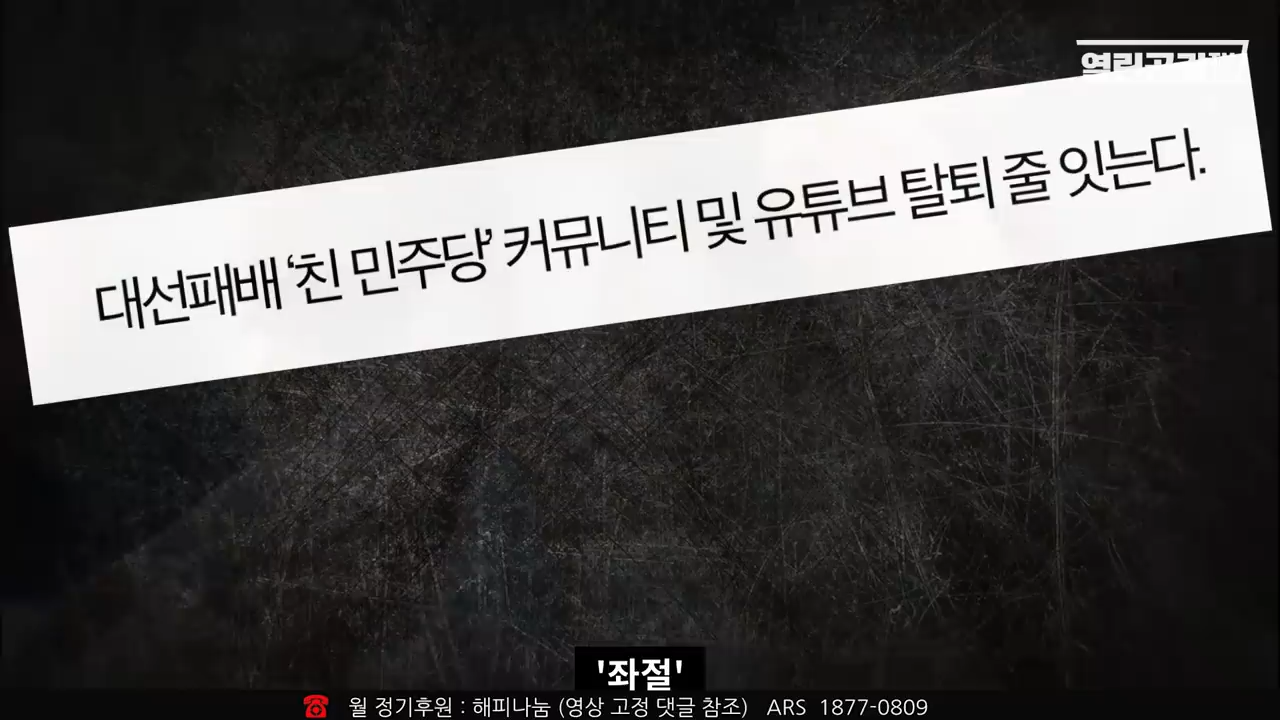 대선패배 ‘친 민주당’ 커뮤니티 및 유튜브 탈퇴 줄 잇는다.
'좌절'
월 정기후원 : 해피나눔 (영상 고정 댓글 참조) ARS 1877-0809